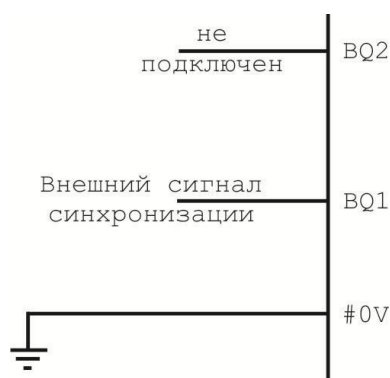 не
подключен
BQ2
Внешний сигнал
синхронизации
BQ1
#0V